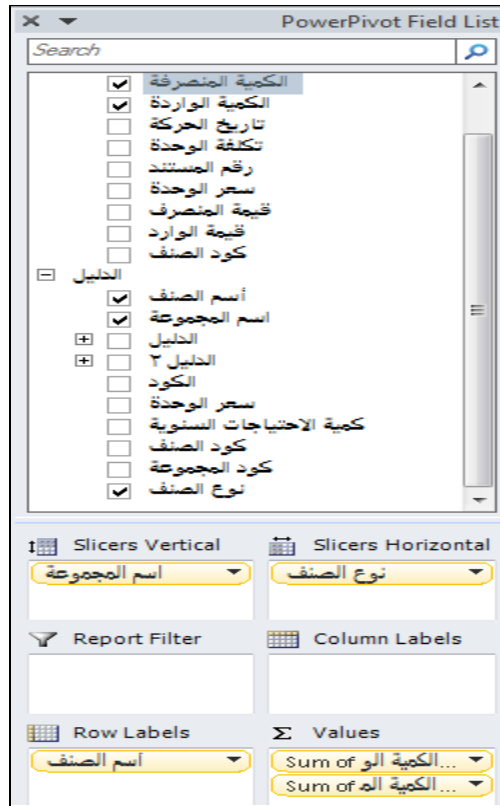 PowerPivot Field List
Search
الكمية المنصرفة
الكمية الواردة
تاريخ الحركة
تكلفة الوحدة
رقم المستند
سعر الوحدة
قيمة المنصرف
قيمة الوارد
كود الصنف
الدليل
أسم الصنف
اسم المجموعة
الدليل
الدليل ٢
الكود
سعر الوحدة
كمية الاحتياجات السنوية
كود الصنف
كود المجموعة
نوع الصنف
Slicers Vertical
Slicers Horizontal
اسم المجموعة
نوع الصنف
Report Filter
Column Labels
Row Labels
Σ Values
أسم الصنف
Sum of الكمية الو...
Sum of الكمية الم...